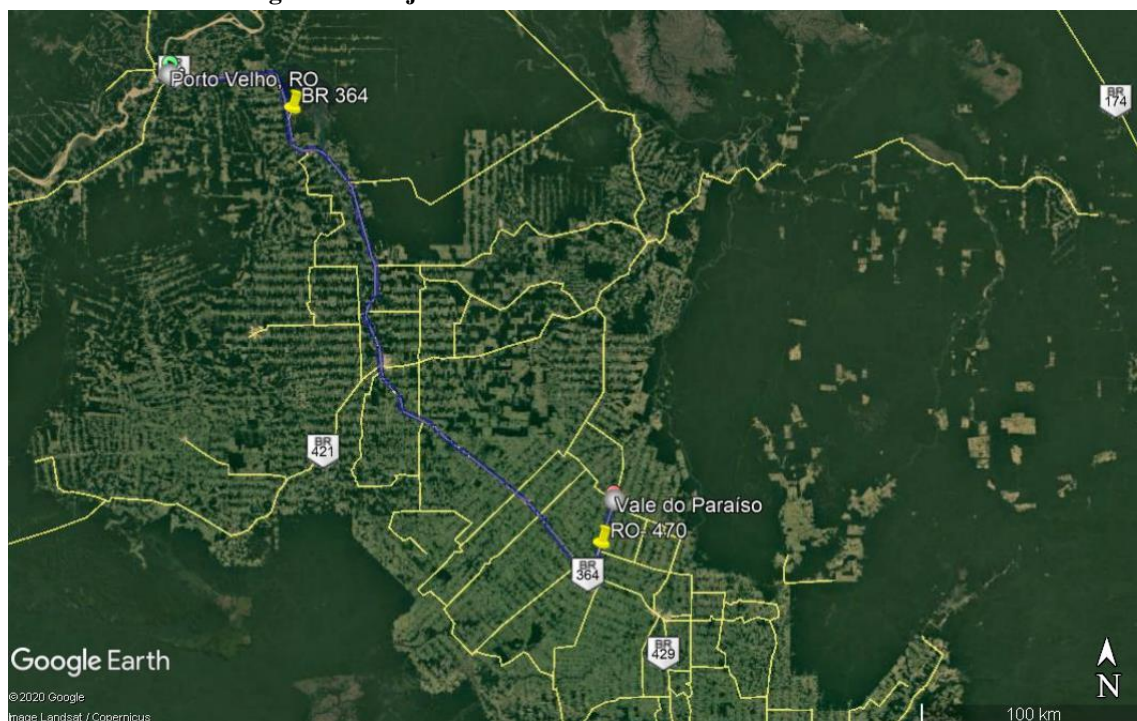 Porto Velho, RO
BR 364
BR
174
BR
421
Vale do Paraíso
RO- 470
BR
364
BR
429
Google Earth
©2020 Google
Image Landsat / Copernicus
100 km
N